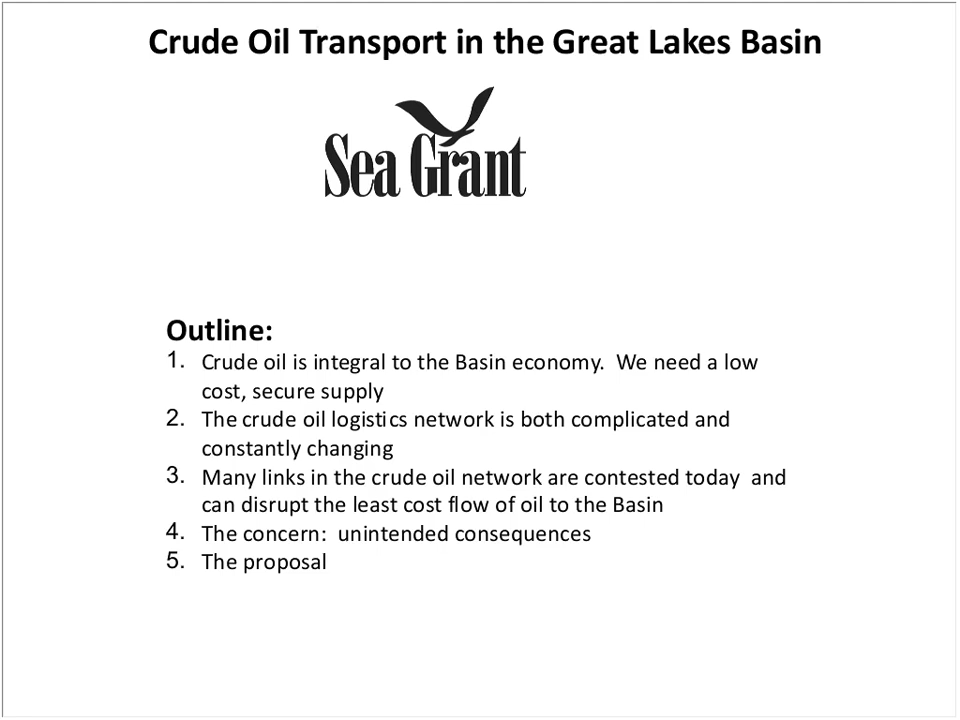 Crude Oil Transport in the Great Lakes Basin
Sea Grant
Outline:
1. Crude oil is integral to the Basin economy.  We need a low
cost, secure supply
2. The crude oil logistics network is both complicated and
constantly changing
3. Many links in the crude oil network are contested today  and
can disrupt the least cost flow of oil to the Basin
4. The concern:  unintended consequences
5. The proposal